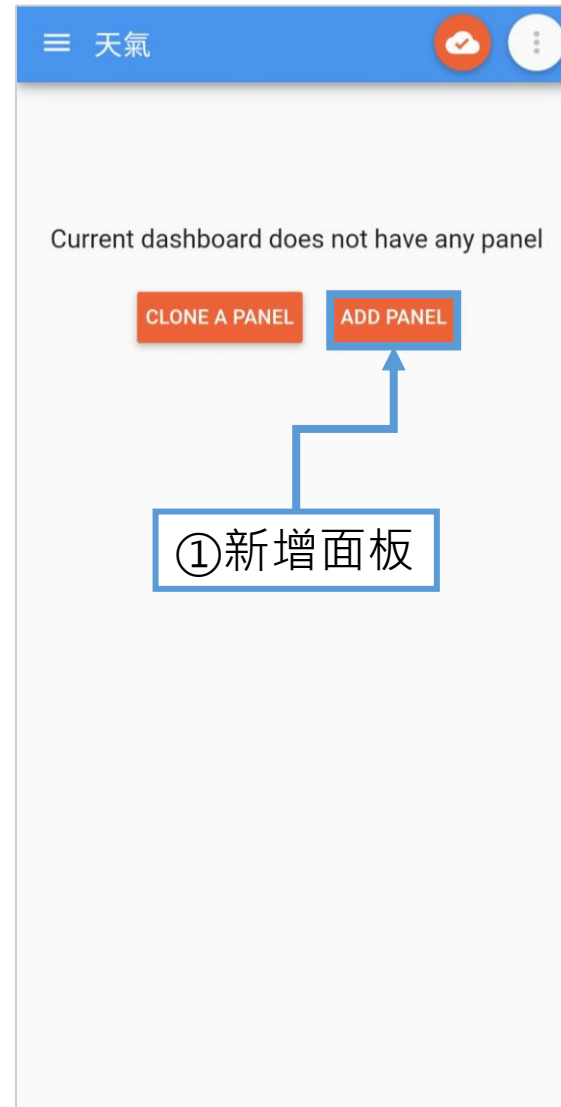 天氣
Current dashboard does not have any panel
CLONE A PANEL
ADD PANEL
①新增面板